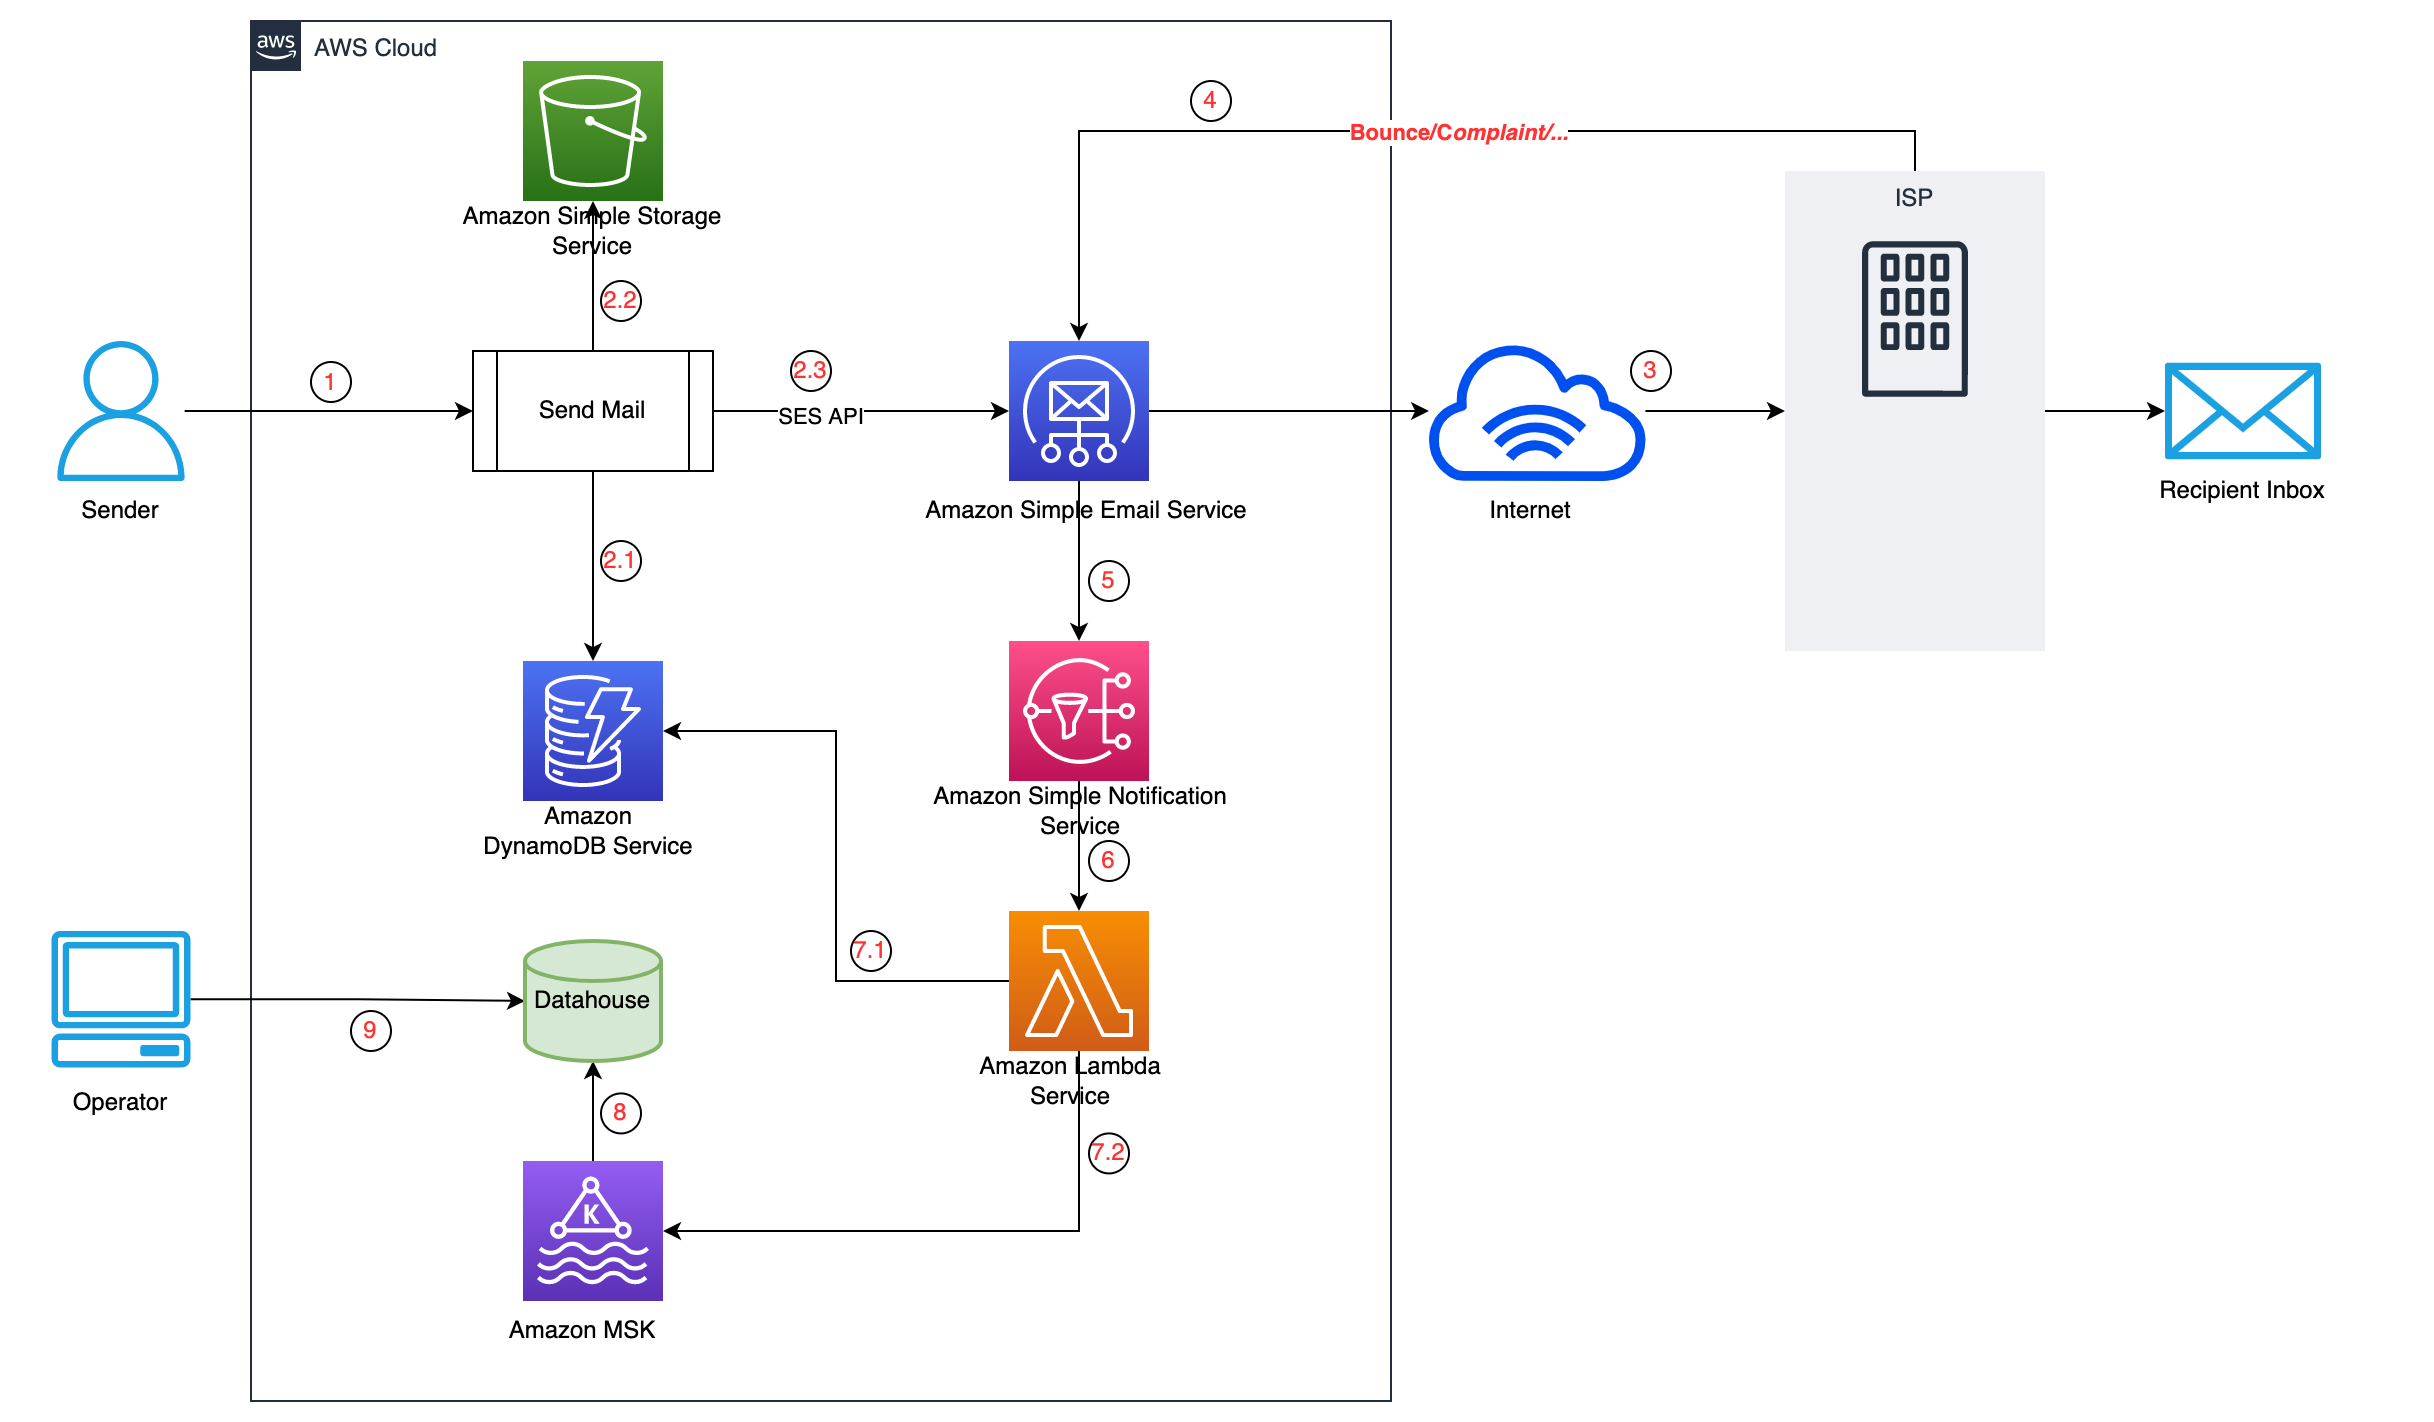 aws
AWS Cloud
4
Bounce/Complaint/...
ISP
Amazon Simple Storage
Service
2.2
1
2.3
3
Send Mail
SES API
Sender
Amazon Simple Email Service
Internet
Recipient Inbox
2.1
5
Amazon Simple Notification
Service
Amazon
DynamoDB Service
6
7.1
Datahouse
9
Amazon Lambda
Service
Operator
8
7.2
K
Amazon MSK